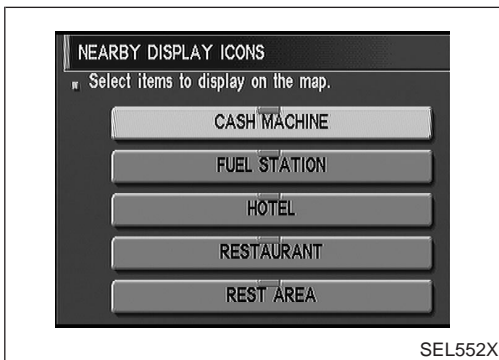 NEARBY DISPLAY ICONS
Select items to display on the map.
CASH MACHINE
FUEL STATION
HOTEL
RESTAURANT
REST AREA
SEL552X